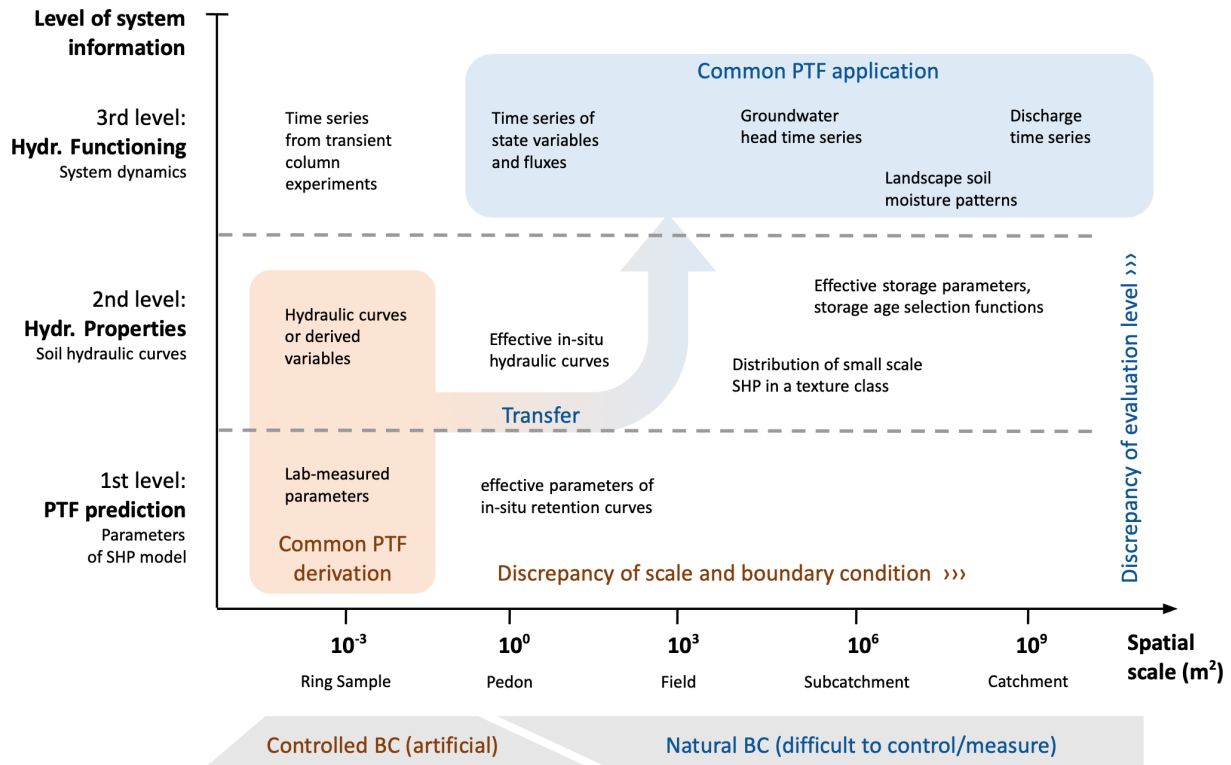 Level of system
information
Common PTF application
3rd level:
Hydr. Functioning
System dynamics
Time series
from transient
column
experiments
Time series of
state variables
and fluxes
Groundwater
head time series
Discharge
time series
Landscape soil
moisture patterns
2nd level:
Hydr. Properties
Soil hydraulic curves
Hydraulic curves
or derived
variables
Effective in-situ
hydraulic curves
Effective storage parameters,
storage age selection functions
Distribution of small scale
SHP in a texture class
Transfer
Discrepancy of evaluation level >>>
1st level:
PTF prediction
Parameters
of SHP model
Lab-measured
parameters
effective parameters of
in-situ retention curves
Common PTF
derivation
Discrepancy of scale and boundary condition >>>
10⁻³
10⁰
10³
10⁶
10⁹
Spatial
scale (m²)
Ring Sample
Pedon
Field
Subcatchment
Catchment
Controlled BC (artificial)
Natural BC (difficult to control/measure)